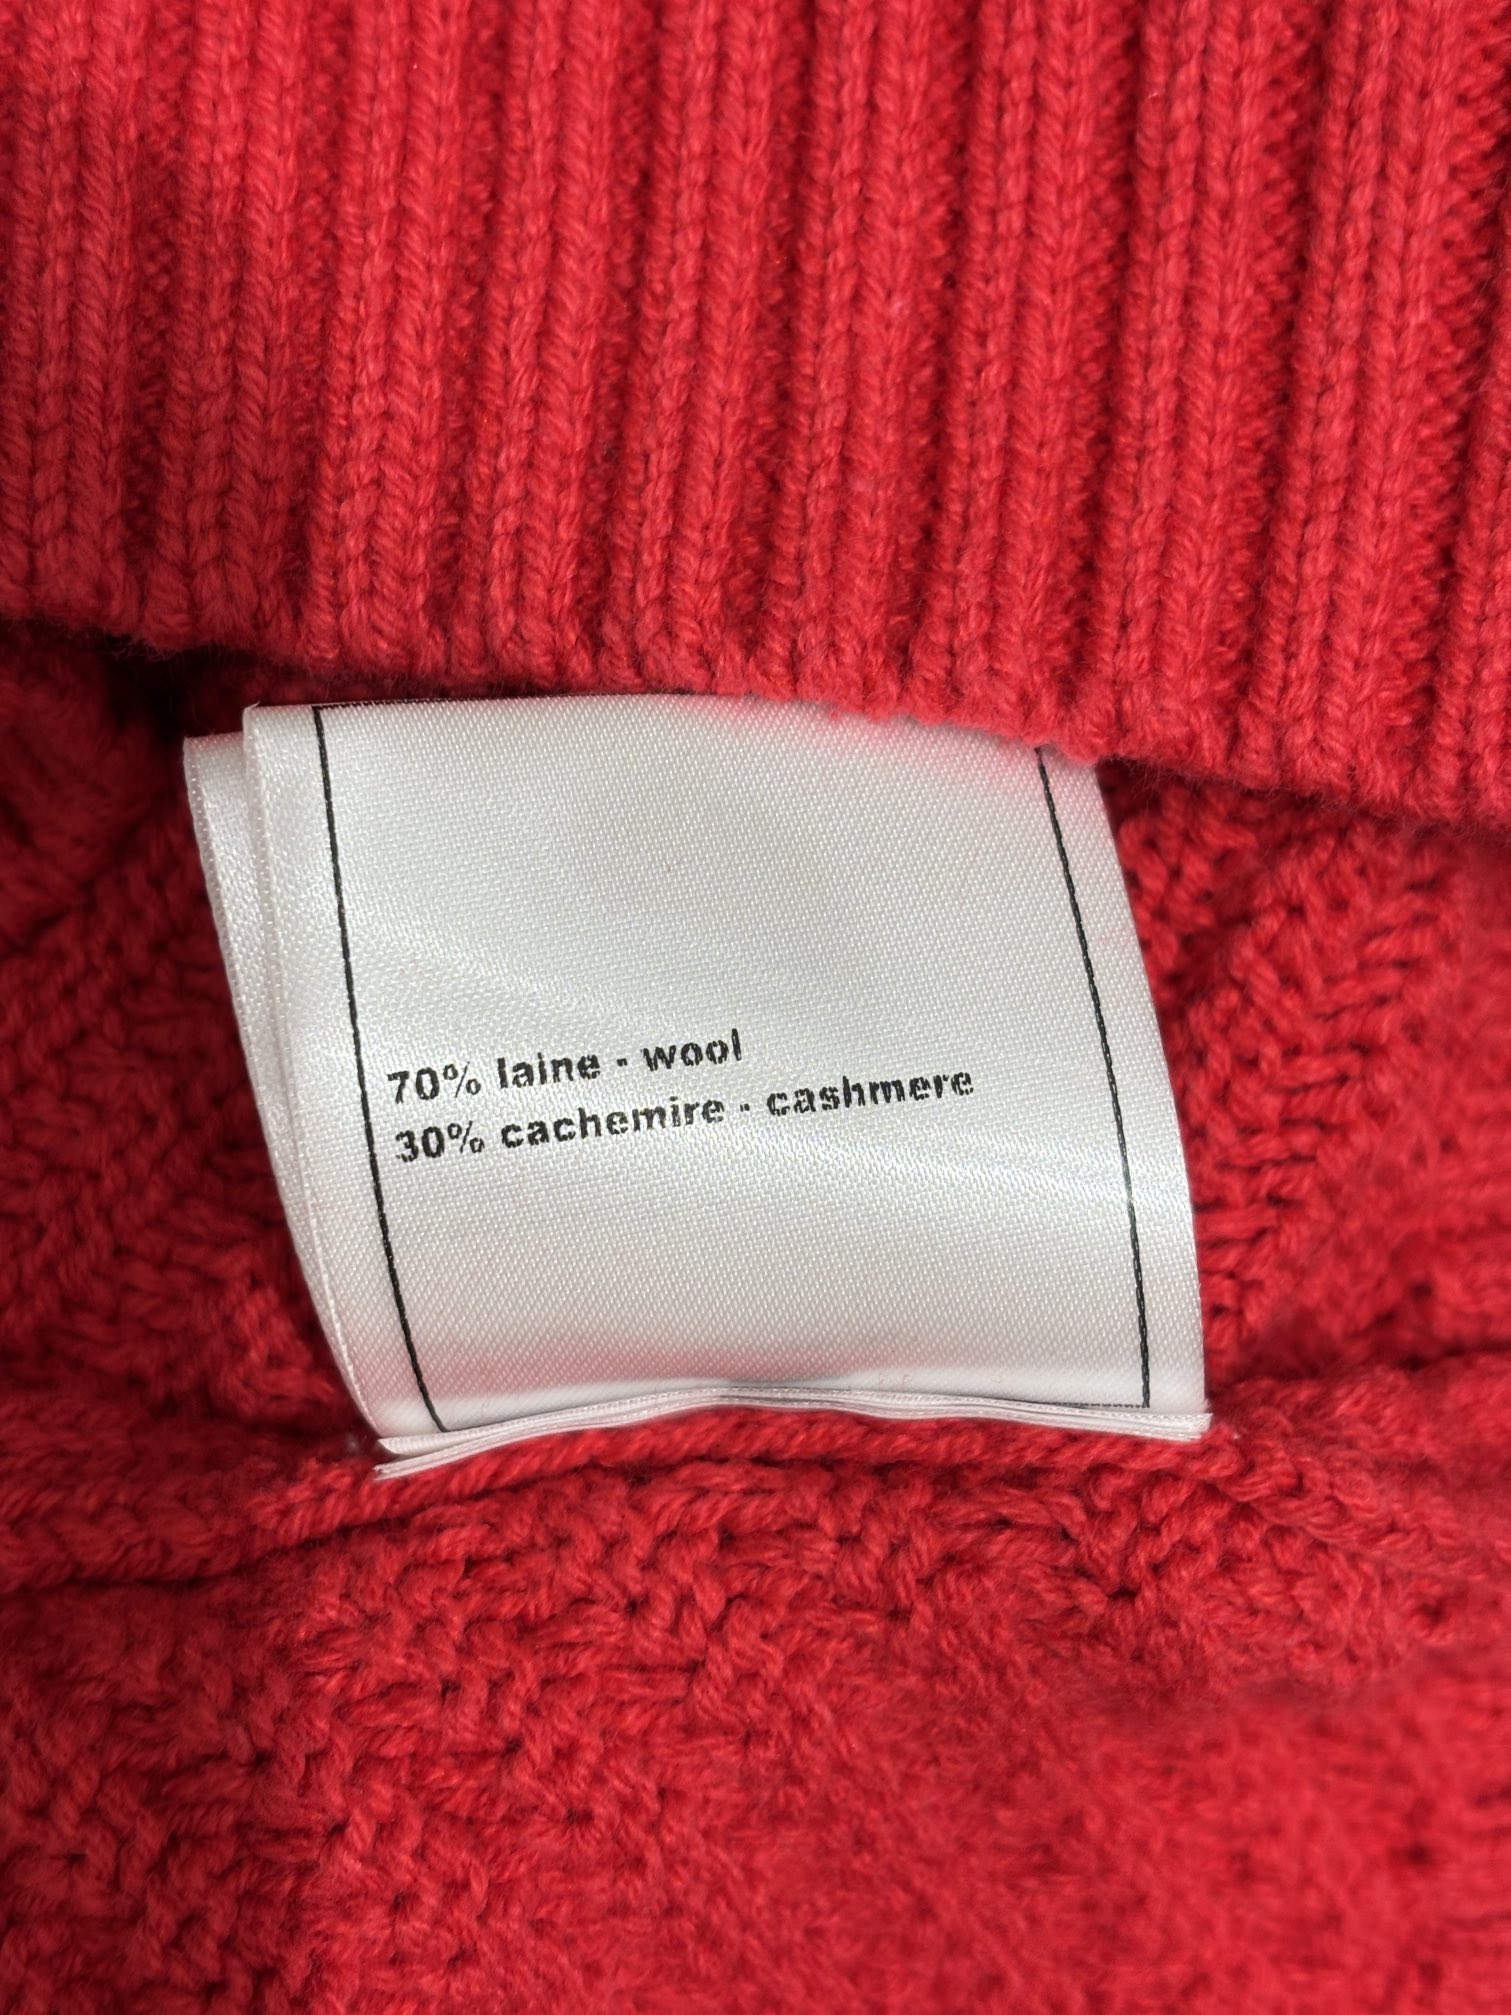 70% laine - wool
30% cachemire - cashmere